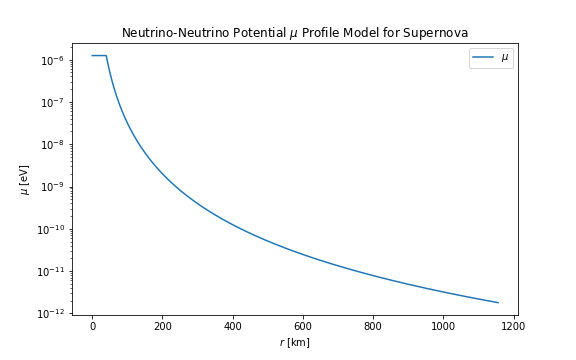 Neutrino-Neutrino Potential μ Profile Model for Supernova
μ
10⁻⁶
10⁻⁷
10⁻⁸
10⁻⁹
10⁻¹⁰
10⁻¹¹
10⁻¹²
μ [eV]
0 200 400 600 800 1000 1200
r [km]